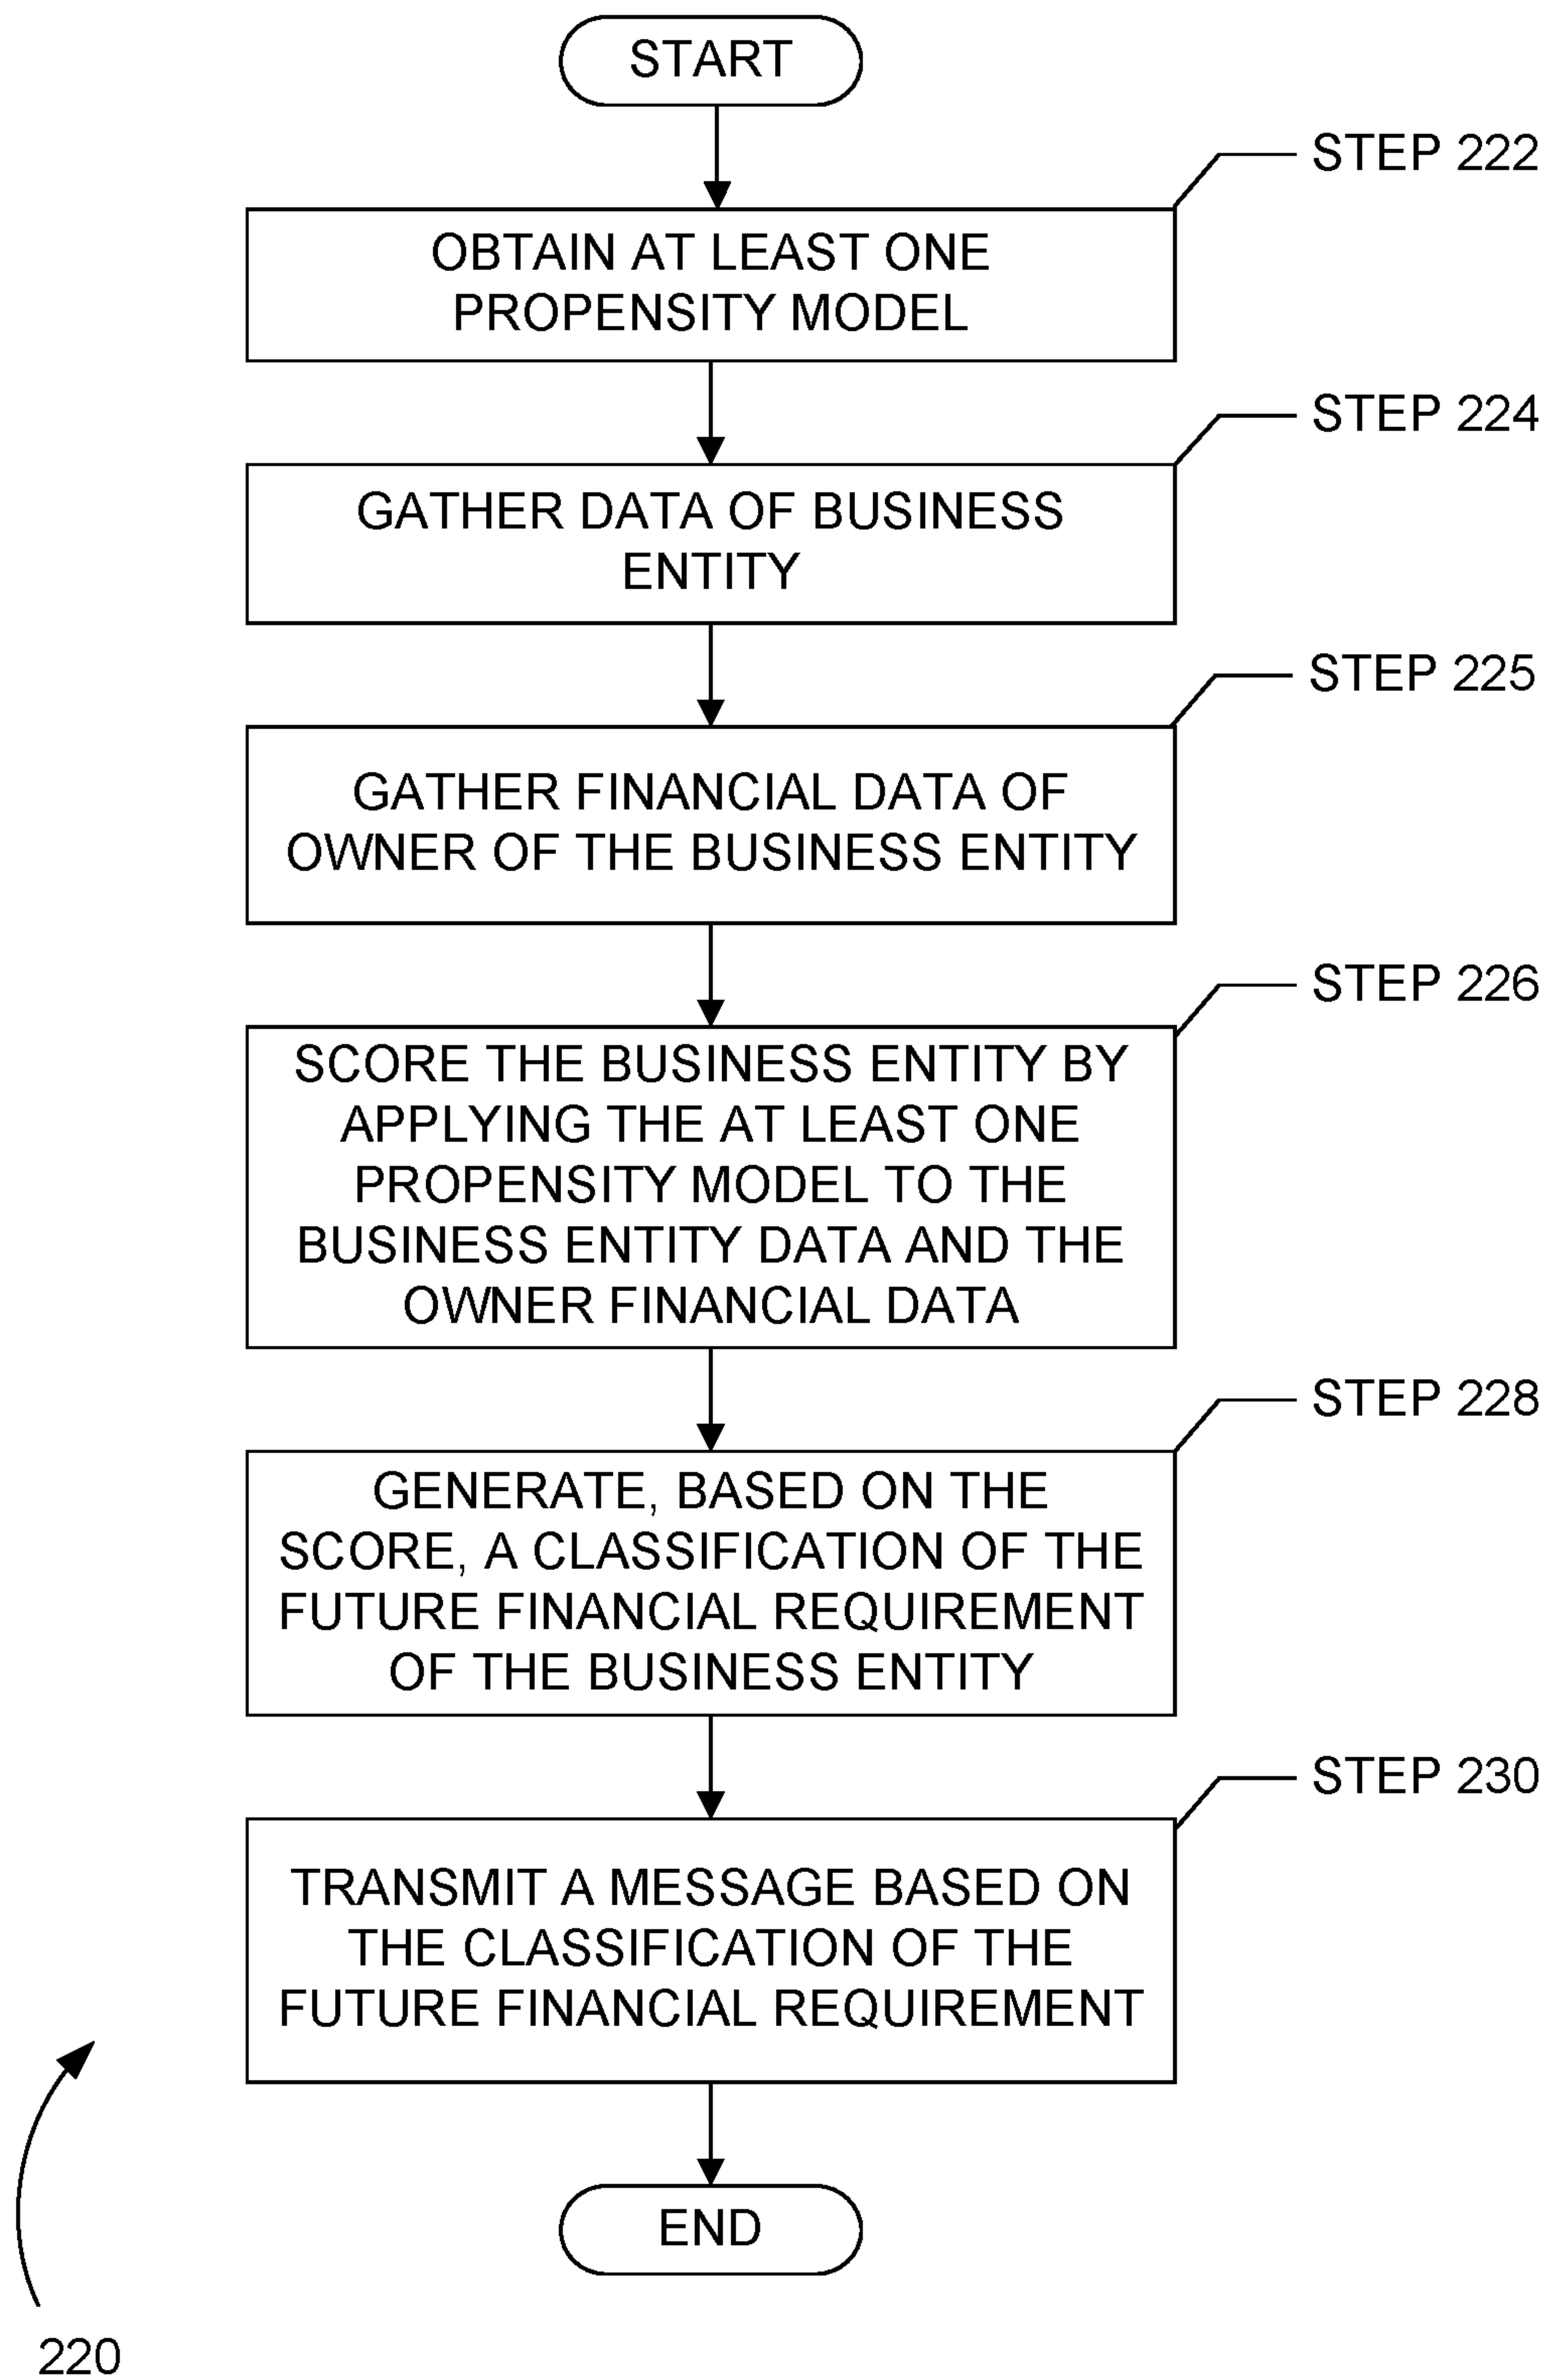 START
STEP 222
OBTAIN AT LEAST ONE
PROPENSITY MODEL
STEP 224
GATHER DATA OF BUSINESS
ENTITY
STEP 225
GATHER FINANCIAL DATA OF
OWNER OF THE BUSINESS ENTITY
STEP 226
SCORE THE BUSINESS ENTITY BY
APPLYING THE AT LEAST ONE
PROPENSITY MODEL TO THE
BUSINESS ENTITY DATA AND THE
OWNER FINANCIAL DATA
STEP 228
GENERATE, BASED ON THE
SCORE, A CLASSIFICATION OF THE
FUTURE FINANCIAL REQUIREMENT
OF THE BUSINESS ENTITY
STEP 230
TRANSMIT A MESSAGE BASED ON
THE CLASSIFICATION OF THE
FUTURE FINANCIAL REQUIREMENT
END
220